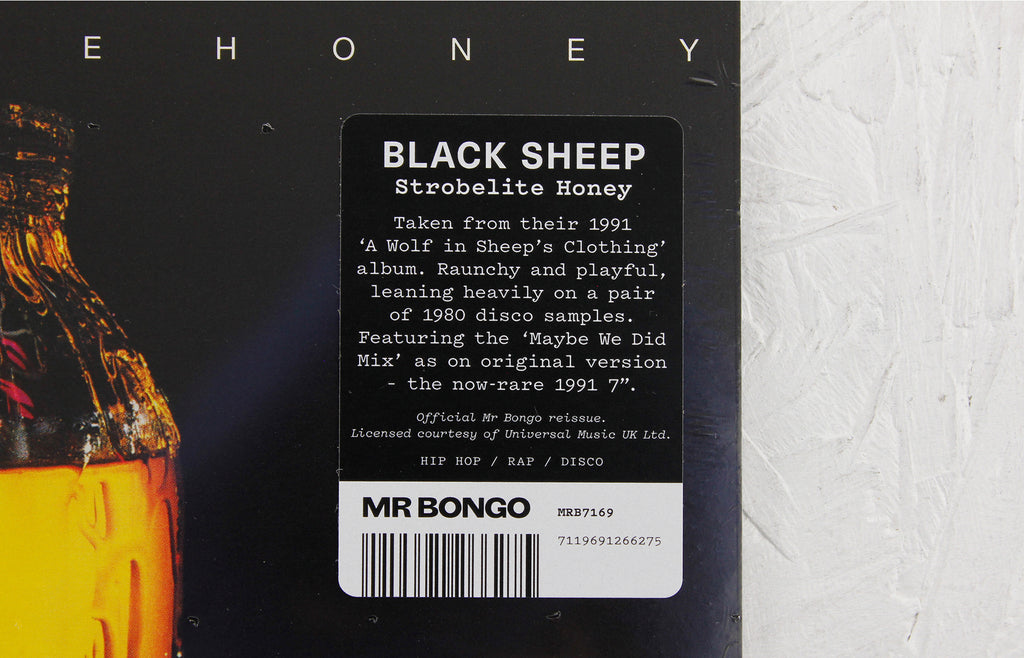 E H O N E Y
BLACK SHEEP
Strobelite Honey
Taken from their 1991
‘A Wolf in Sheep’s Clothing’
album. Raunchy and playful,
leaning heavily on a pair
of 1980 disco samples.
Featuring the ‘Maybe We Did
Mix’ as on original version
- the now-rare 1991 7”.
Official Mr Bongo reissue.
Licensed courtesy of Universal Music UK Ltd.
HIP HOP / RAP / DISCO
MR BONGO
MRB7169
7119691266275